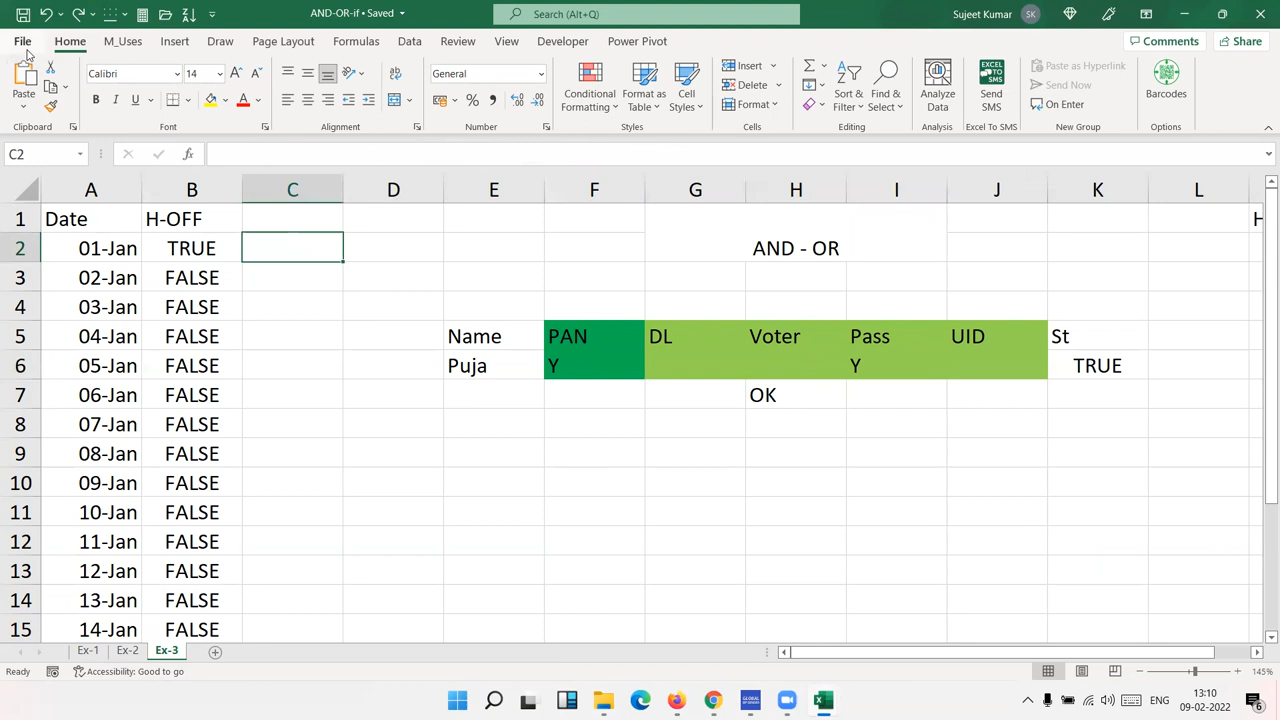 AND-OR-if • Saved
Search (Alt+Q)
Sujeet Kumar
SK
File
Home
M_Uses
Insert
Draw
Page Layout
Formulas
Data
Review
View
Developer
Help
Power Pivot
Comments
Share
Paste
Calibri
14
General
Conditional Formatting
Format as Table
Cell Styles
Insert
Delete
Format
Sort & Filter
Find & Select
Analyze Data
EXCEL TO SMS
Send SMS
Paste as Hyperlink
Send Now
On Enter
Barcodes
Clipboard
Font
Alignment
Number
Styles
Cells
Editing
Analysis
Excel To SMS
New Group
Options
C2
fx
A B C D E F G H I J K L
1 Date H-OFF H
2 01-Jan TRUE AND - OR
3 02-Jan FALSE
4 03-Jan FALSE
5 04-Jan FALSE Name PAN DL Voter Pass UID St
6 05-Jan FALSE Puja Y Y TRUE
7 06-Jan FALSE OK
8 07-Jan FALSE
9 08-Jan FALSE
10 09-Jan FALSE
11 10-Jan FALSE
12 11-Jan FALSE
13 12-Jan FALSE
14 13-Jan FALSE
15 14-Jan FALSE
Ex-1 Ex-2 Ex-3
Ready
Accessibility: Good to go
145%
GLOBAL
ENG
13:10
09-02-2022
6